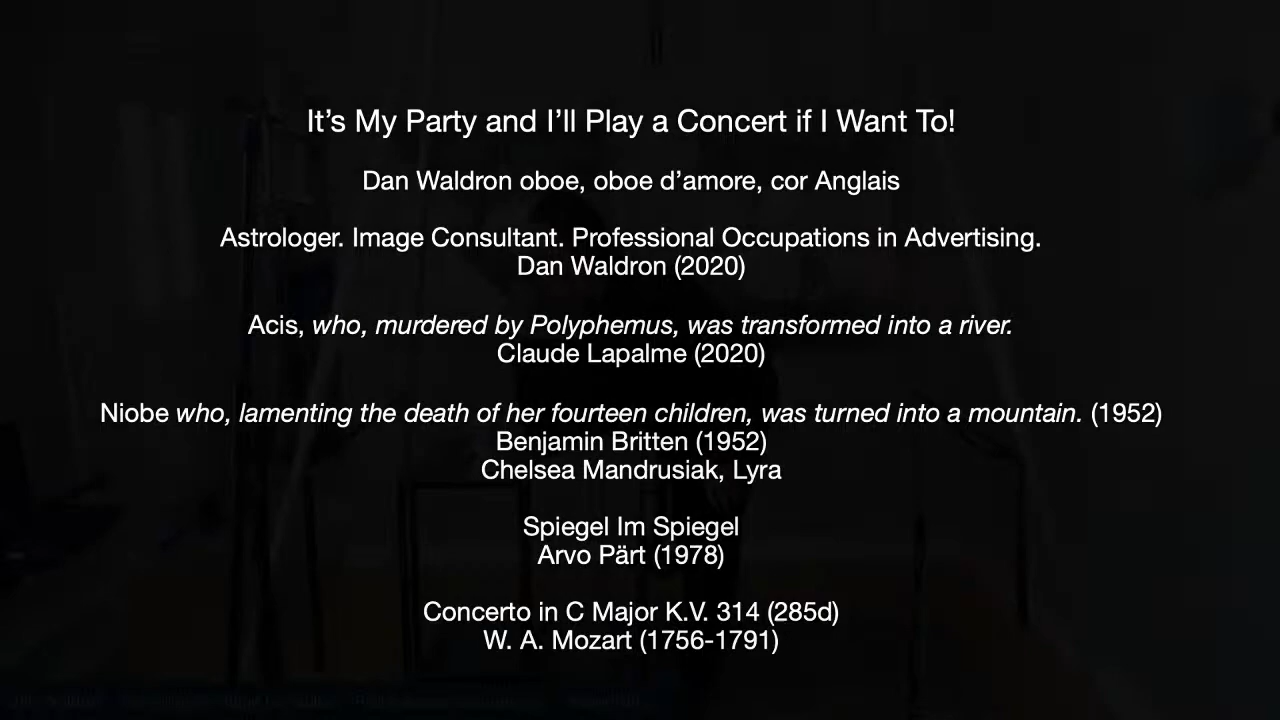 It's My Party and I'll Play a Concert if I Want To!
Dan Waldron oboe, oboe d'amore, cor Anglais
Astrologer. Image Consultant. Professional Occupations in Advertising.
Dan Waldron (2020)
Acis, who, murdered by Polyphemus, was transformed into a river.
Claude Lapalme (2020)
Niobe who, lamenting the death of her fourteen children, was turned into a mountain. (1952)
Benjamin Britten (1952)
Chelsea Mandrusiak, Lyra
Spiegel Im Spiegel
Arvo Pärt (1978)
Concerto in C Major K.V. 314 (285d)
W. A. Mozart (1756-1791)